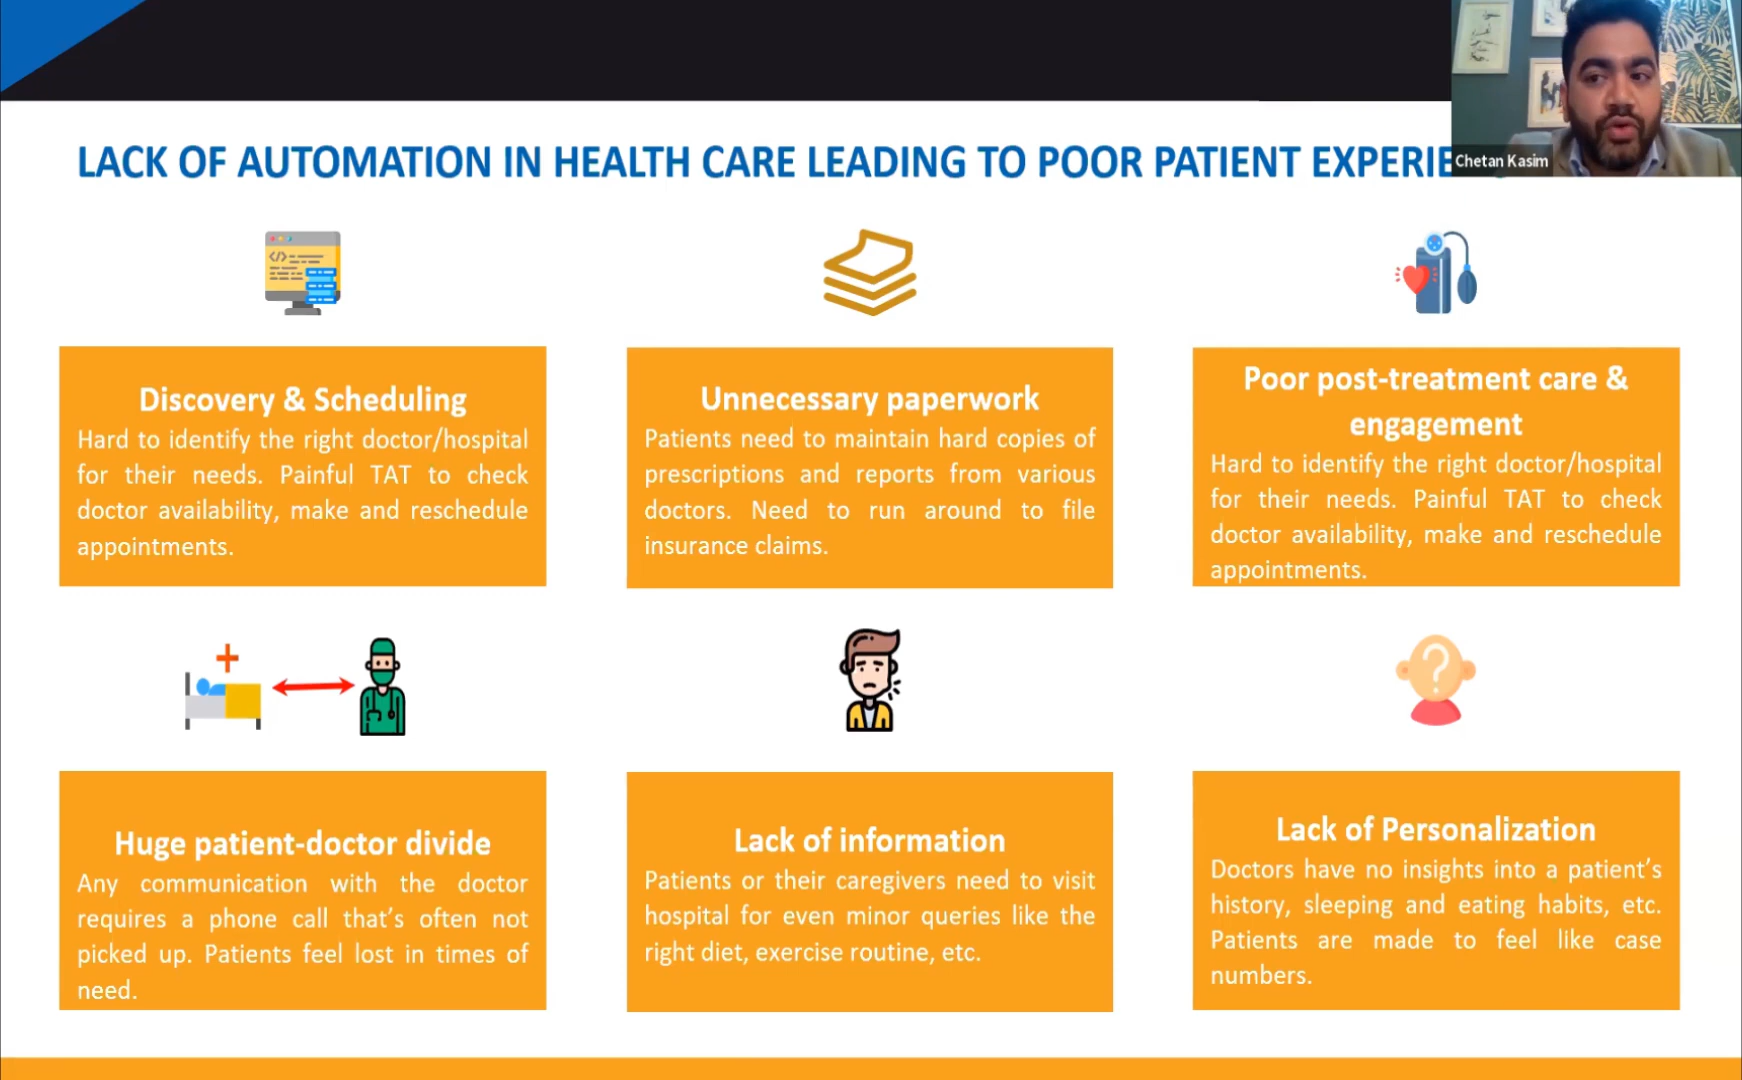 LACK OF AUTOMATION IN HEALTH CARE LEADING TO POOR PATIENT EXPERIE
Chetan Kasim
</>
Discovery & Scheduling
Hard to identify the right doctor/hospital
for their needs. Painful TAT to check
doctor availability, make and reschedule
appointments.
Unnecessary paperwork
Patients need to maintain hard copies of
prescriptions and reports from various
doctors. Need to run around to file
insurance claims.
Poor post-treatment care &
engagement
Hard to identify the right doctor/hospital
for their needs. Painful TAT to check
doctor availability, make and reschedule
appointments.
?
Huge patient-doctor divide
Any communication with the doctor
requires a phone call that's often not
picked up. Patients feel lost in times of
need.
Lack of information
Patients or their caregivers need to visit
hospital for even minor queries like the
right diet, exercise routine, etc.
Lack of Personalization
Doctors have no insights into a patient's
history, sleeping and eating habits, etc.
Patients are made to feel like case
numbers.